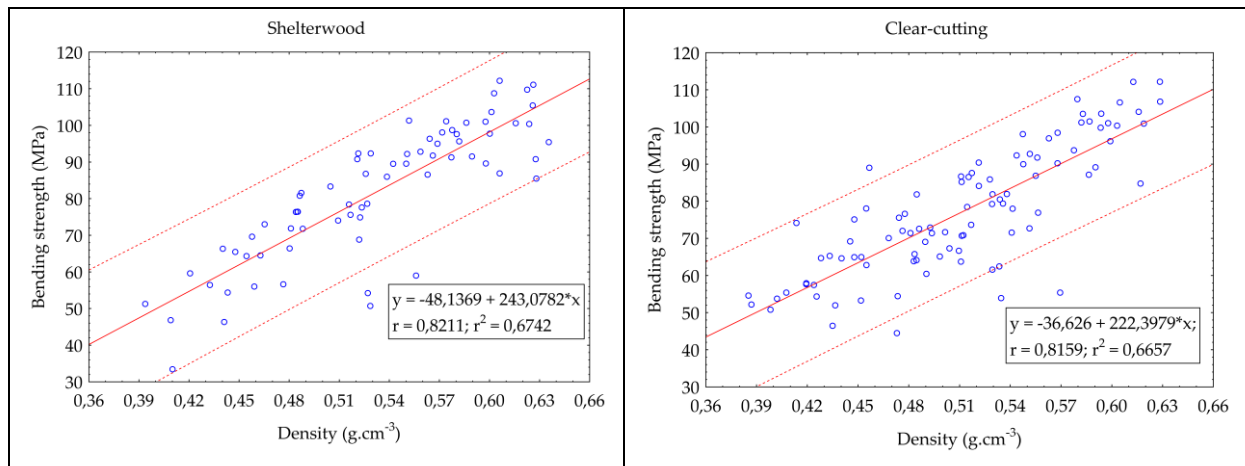 Shelterwood
120
110
100
90
80
70
60
50
40
30
Bending strength (MPa)
y = -48,1369 + 243,0782*x
r = 0,8211; r² = 0,6742
0,36 0,39 0,42 0,45 0,48 0,51 0,54 0,57 0,60 0,63 0,66
Density (g.cm⁻³)
Clear-cutting
120
110
100
90
80
70
60
50
40
30
Bending strength (MPa)
y = -36,626 + 222,3979*x;
r = 0,8159; r² = 0,6657
0,36 0,39 0,42 0,45 0,48 0,51 0,54 0,57 0,60 0,63 0,66
Density (g.cm⁻³)